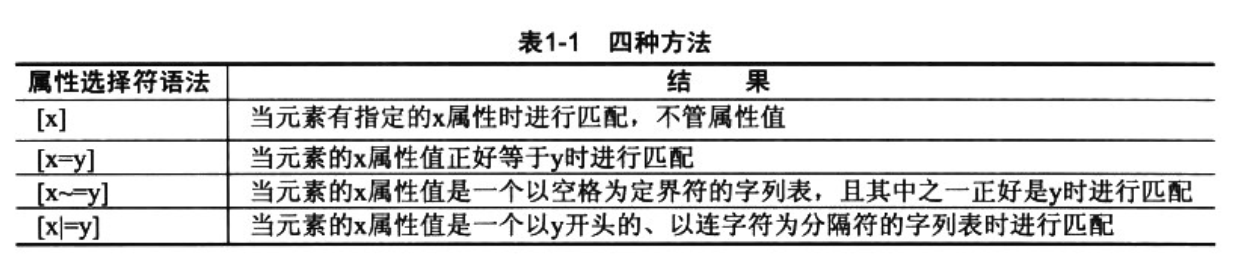 表1-1 四种方法
属性选择符语法 结 果
[x] 当元素有指定的x属性时进行匹配，不管属性值
[x=y] 当元素的x属性值正好等于y时进行匹配
[x~=y] 当元素的x属性值是一个以空格为定界符的字列表，且其中之一正好是y时进行匹配
[x|=y] 当元素的x属性值是一个以y开头的、以连字符为分隔符的字列表时进行匹配